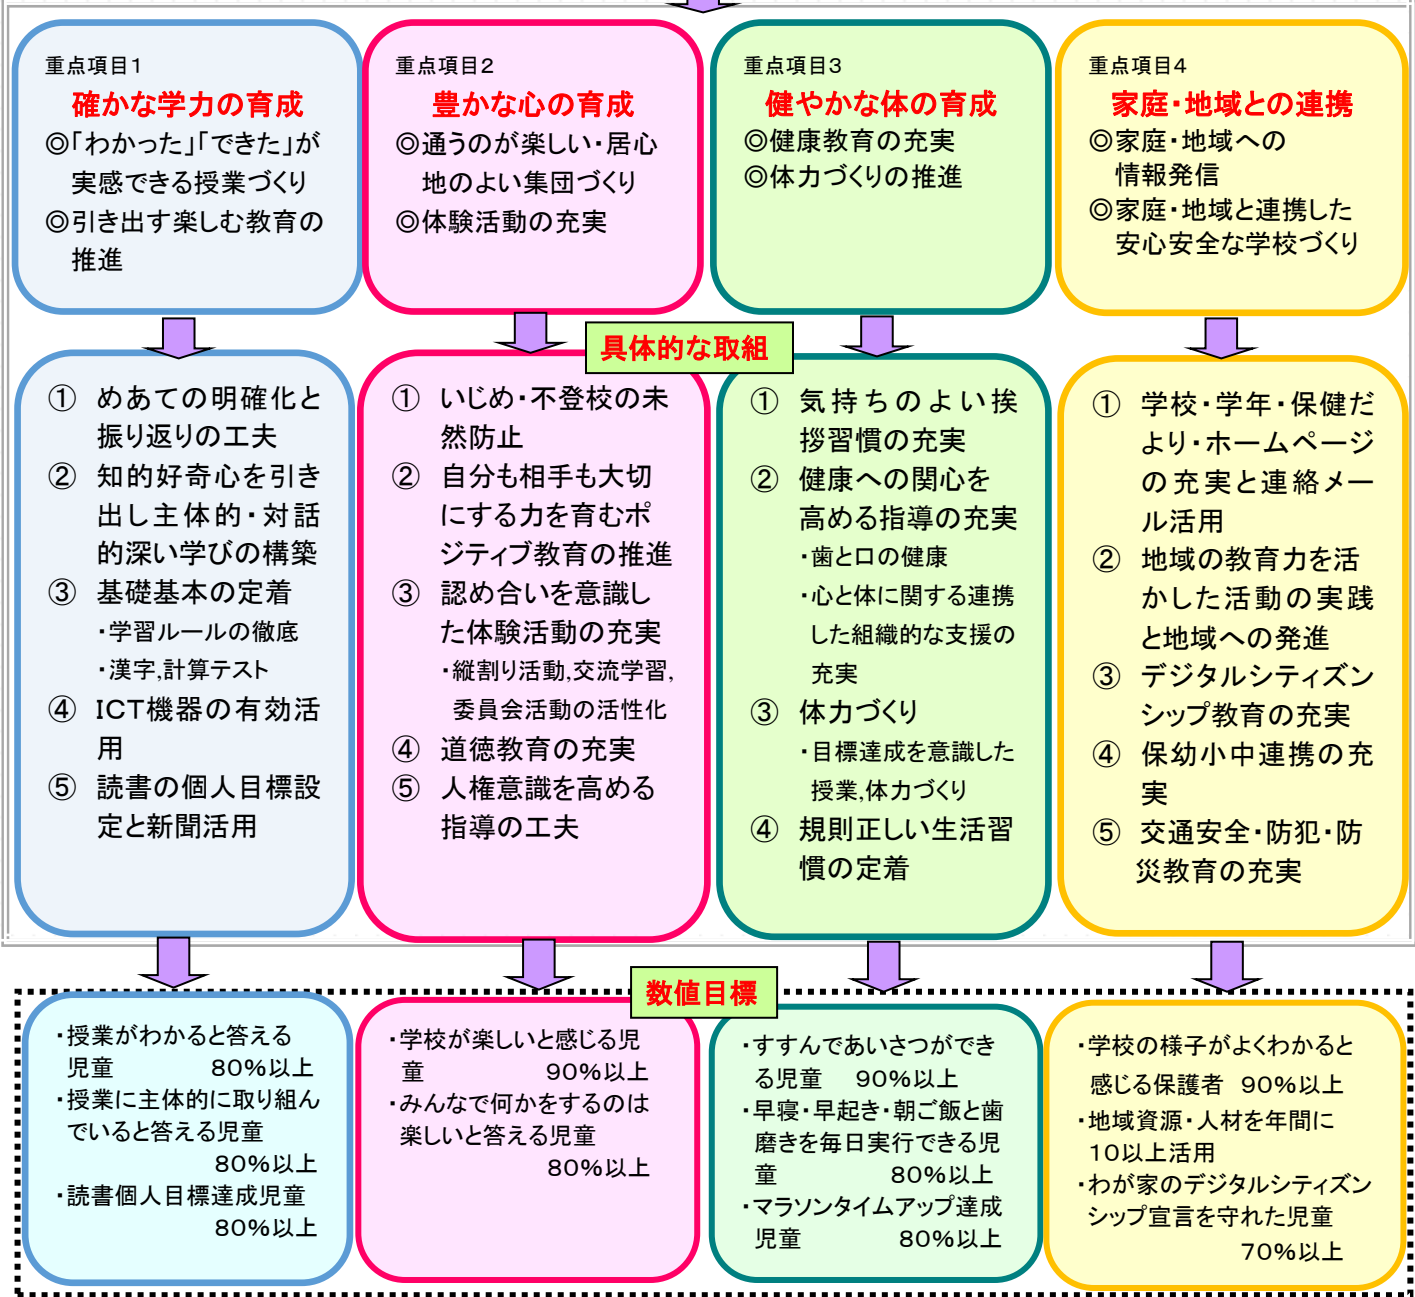 重点項目1
確かな学力の育成
◎「わかった」「できた」が
実感できる授業づくり
◎引き出す楽しむ教育の
推進
重点項目2
豊かな心の育成
◎通うのが楽しい・居心
地のよい集団づくり
◎体験活動の充実
重点項目3
健やかな体の育成
◎健康教育の充実
◎体力づくりの推進
重点項目4
家庭・地域との連携
◎家庭・地域への
情報発信
◎家庭・地域と連携した
安心安全な学校づくり
具体的な取組
① めあての明確化と
振り返りの工夫
② 知的好奇心を引き
出し主体的・対話
的深い学びの構築
③ 基礎基本の定着
・学習ルールの徹底
・漢字,計算テスト
④ ICT機器の有効活
用
⑤ 読書の個人目標設
定と新聞活用
① いじめ・不登校の未
然防止
② 自分も相手も大切
にする力を育むポ
ジティブ教育の推進
③ 認め合いを意識し
た体験活動の充実
・縦割り活動,交流学習,
委員会活動の活性化
④ 道徳教育の充実
⑤ 人権意識を高める
指導の工夫
① 気持ちのよい挨
拶習慣の充実
② 健康への関心を
高める指導の充実
・歯と口の健康
・心と体に関する連携
した組織的な支援の
充実
③ 体力づくり
・目標達成を意識した
授業,体力づくり
④ 規則正しい生活習
慣の定着
① 学校・学年・保健だ
より・ホームページ
の充実と連絡メー
ル活用
② 地域の教育力を活
かした活動の実践
と地域への発進
③ デジタルシティズン
シップ教育の充実
④ 保幼小中連携の充
実
⑤ 交通安全・防犯・防
災教育の充実
数値目標
・授業がわかると答える
児童 80%以上
・授業に主体的に取り組ん
でいると答える児童
80%以上
・読書個人目標達成児童
80%以上
・学校が楽しいと感じる児
童 90%以上
・みんなで何かをするのは
楽しいと答える児童
80%以上
・すすんであいさつができ
る児童 90%以上
・早寝・早起き・朝ご飯と歯
磨きを毎日実行できる児
童 80%以上
・マラソンタイムアップ達成
児童 80%以上
・学校の様子がよくわかると
感じる保護者 90%以上
・地域資源・人材を年間に
10以上活用
・わが家のデジタルシティズン
シップ宣言を守れた児童
70%以上